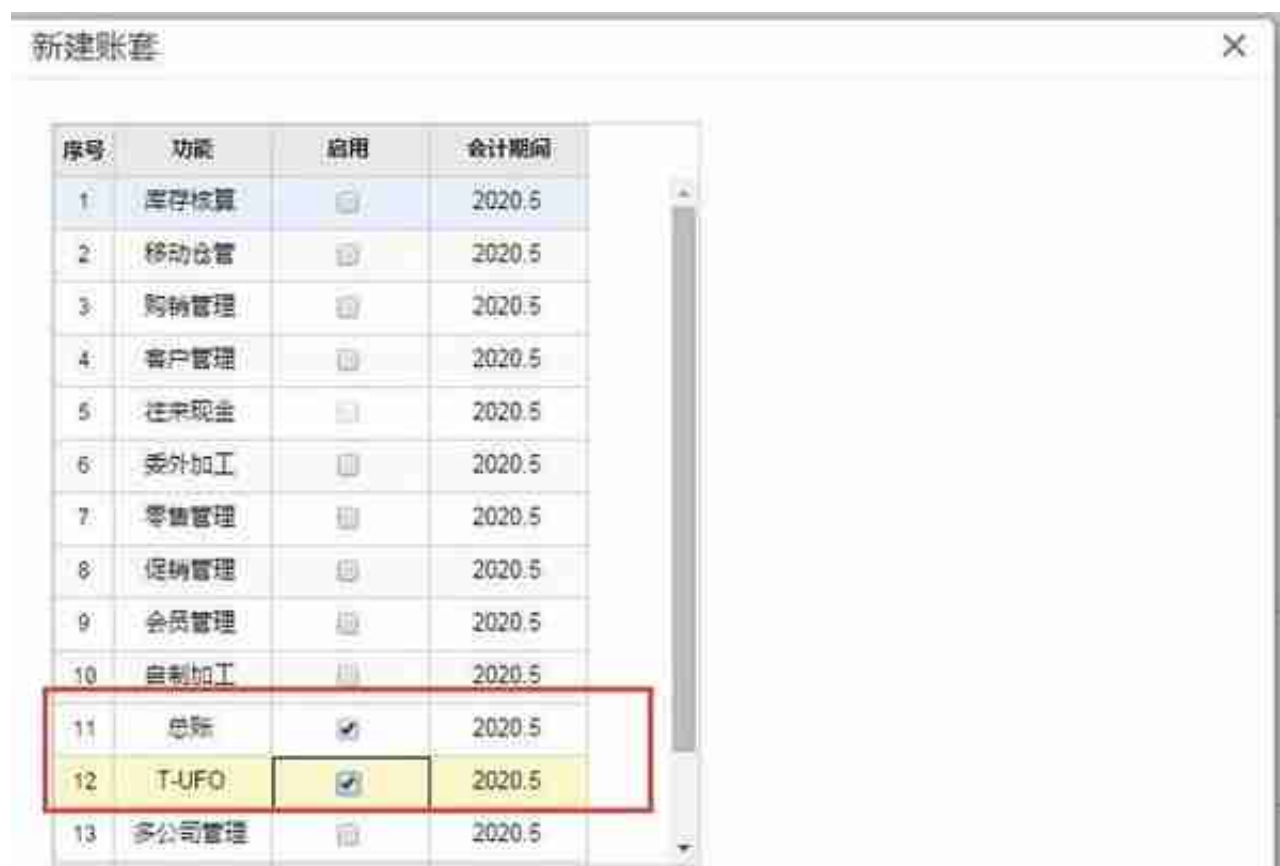 新建账套
序号 功能 启用 会计期间
1 库存核算 2020.5
2 移动仓管 2020.5
3 购销管理 2020.5
4 客户管理 2020.5
5 往来现金 2020.5
6 委外加工 2020.5
7 零售管理 2020.5
8 促销管理 2020.5
9 会员管理 2020.5
10 自制加工 2020.5
11 总账 2020.5
12 T-UFO 2020.5
13 多公司管理 2020.5